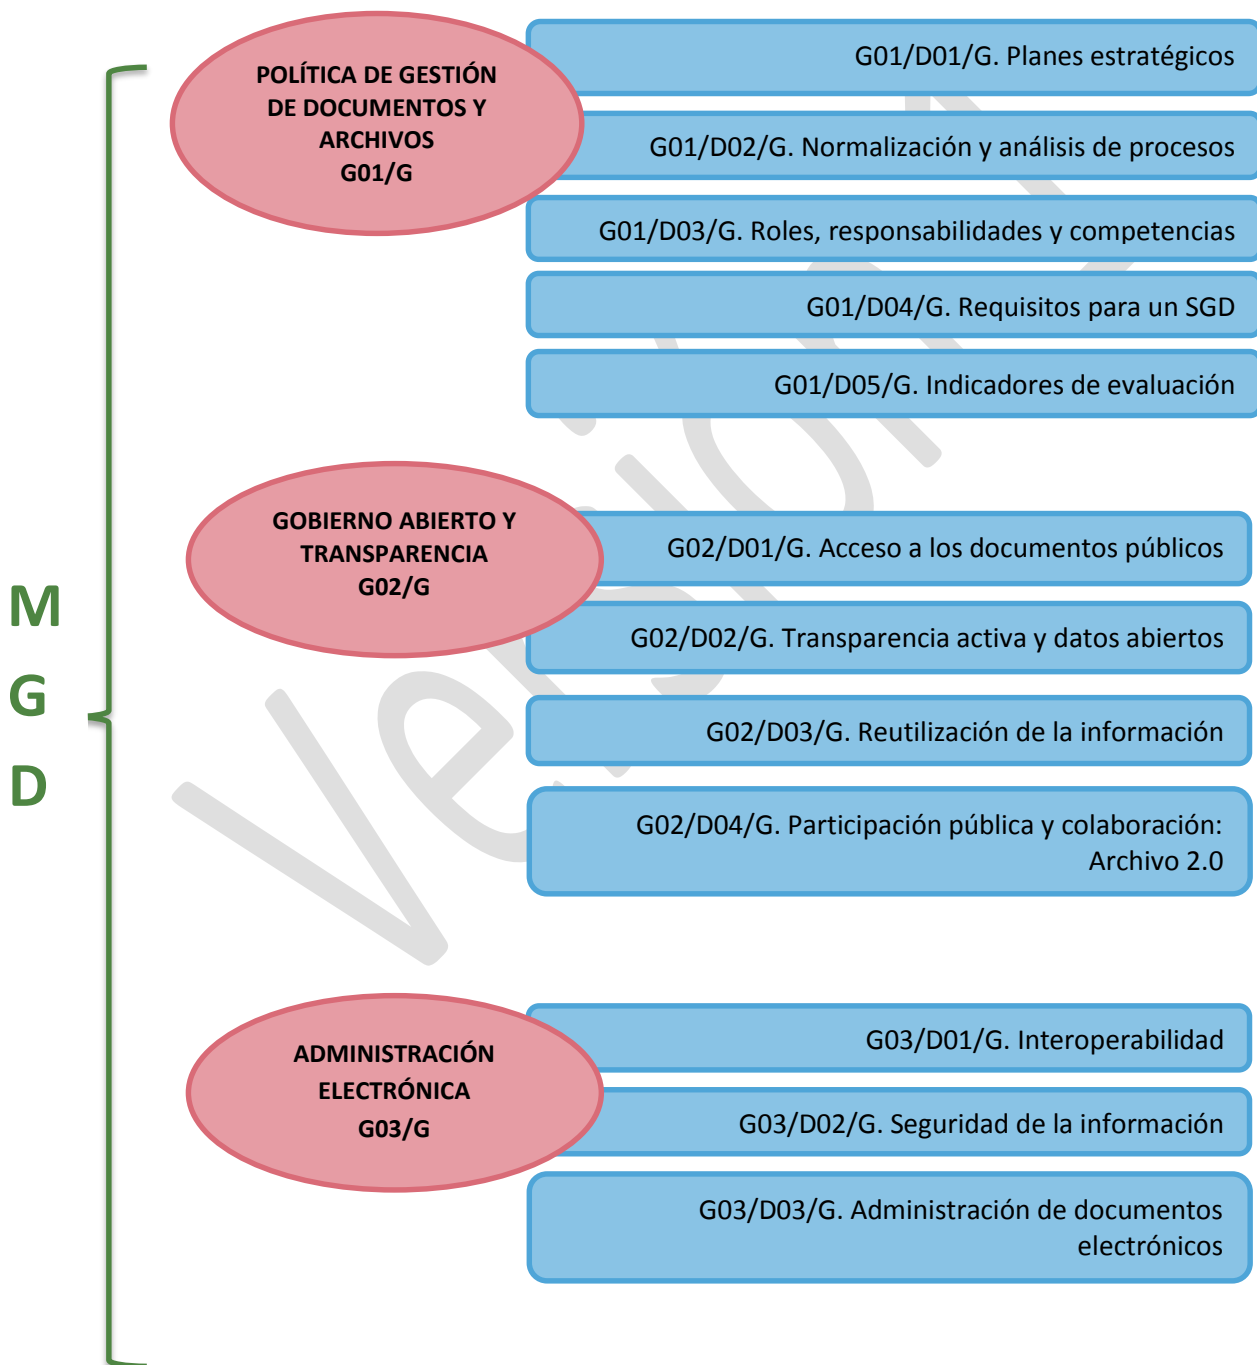 M
G
D
POLÍTICA DE GESTIÓN
DE DOCUMENTOS Y
ARCHIVOS
G01/G
G01/D01/G. Planes estratégicos
G01/D02/G. Normalización y análisis de procesos
G01/D03/G. Roles, responsabilidades y competencias
G01/D04/G. Requisitos para un SGD
G01/D05/G. Indicadores de evaluación
GOBIERNO ABIERTO Y
TRANSPARENCIA
G02/G
G02/D01/G. Acceso a los documentos públicos
G02/D02/G. Transparencia activa y datos abiertos
G02/D03/G. Reutilización de la información
G02/D04/G. Participación pública y colaboración:
Archivo 2.0
ADMINISTRACIÓN
ELECTRÓNICA
G03/G
G03/D01/G. Interoperabilidad
G03/D02/G. Seguridad de la información
G03/D03/G. Administración de documentos
electrónicos
Versión